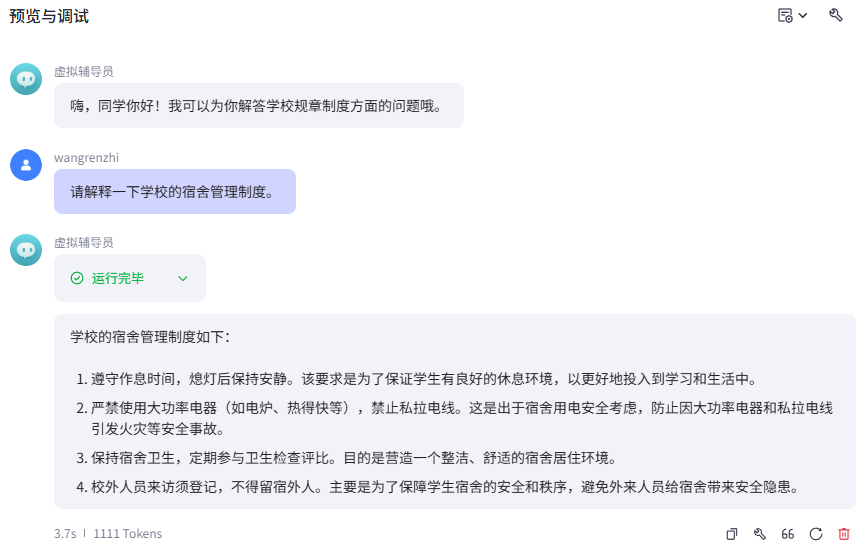 预览与调试
虚拟辅导员
嗨，同学你好！我可以为你解答学校规章制度方面的问题哦。
wangrenzhi
请解释一下学校的宿舍管理制度。
虚拟辅导员
运行完毕
学校的宿舍管理制度如下：
1. 遵守作息时间，熄灯后保持安静。该要求是为了保证学生有良好的休息环境，以更好地投入到学习和生活中。
2. 严禁使用大功率电器（如电炉、热得快等），禁止私拉电线。这是出于宿舍用电安全考虑，防止因大功率电器和私拉电线
引发火灾等安全事故。
3. 保持宿舍卫生，定期参与卫生检查评比。目的是营造一个整洁、舒适的宿舍居住环境。
4. 校外人员来访须登记，不得留宿外人。主要是为了保障学生宿舍的安全和秩序，避免外来人员给宿舍带来安全隐患。
3.7s | 1111 Tokens